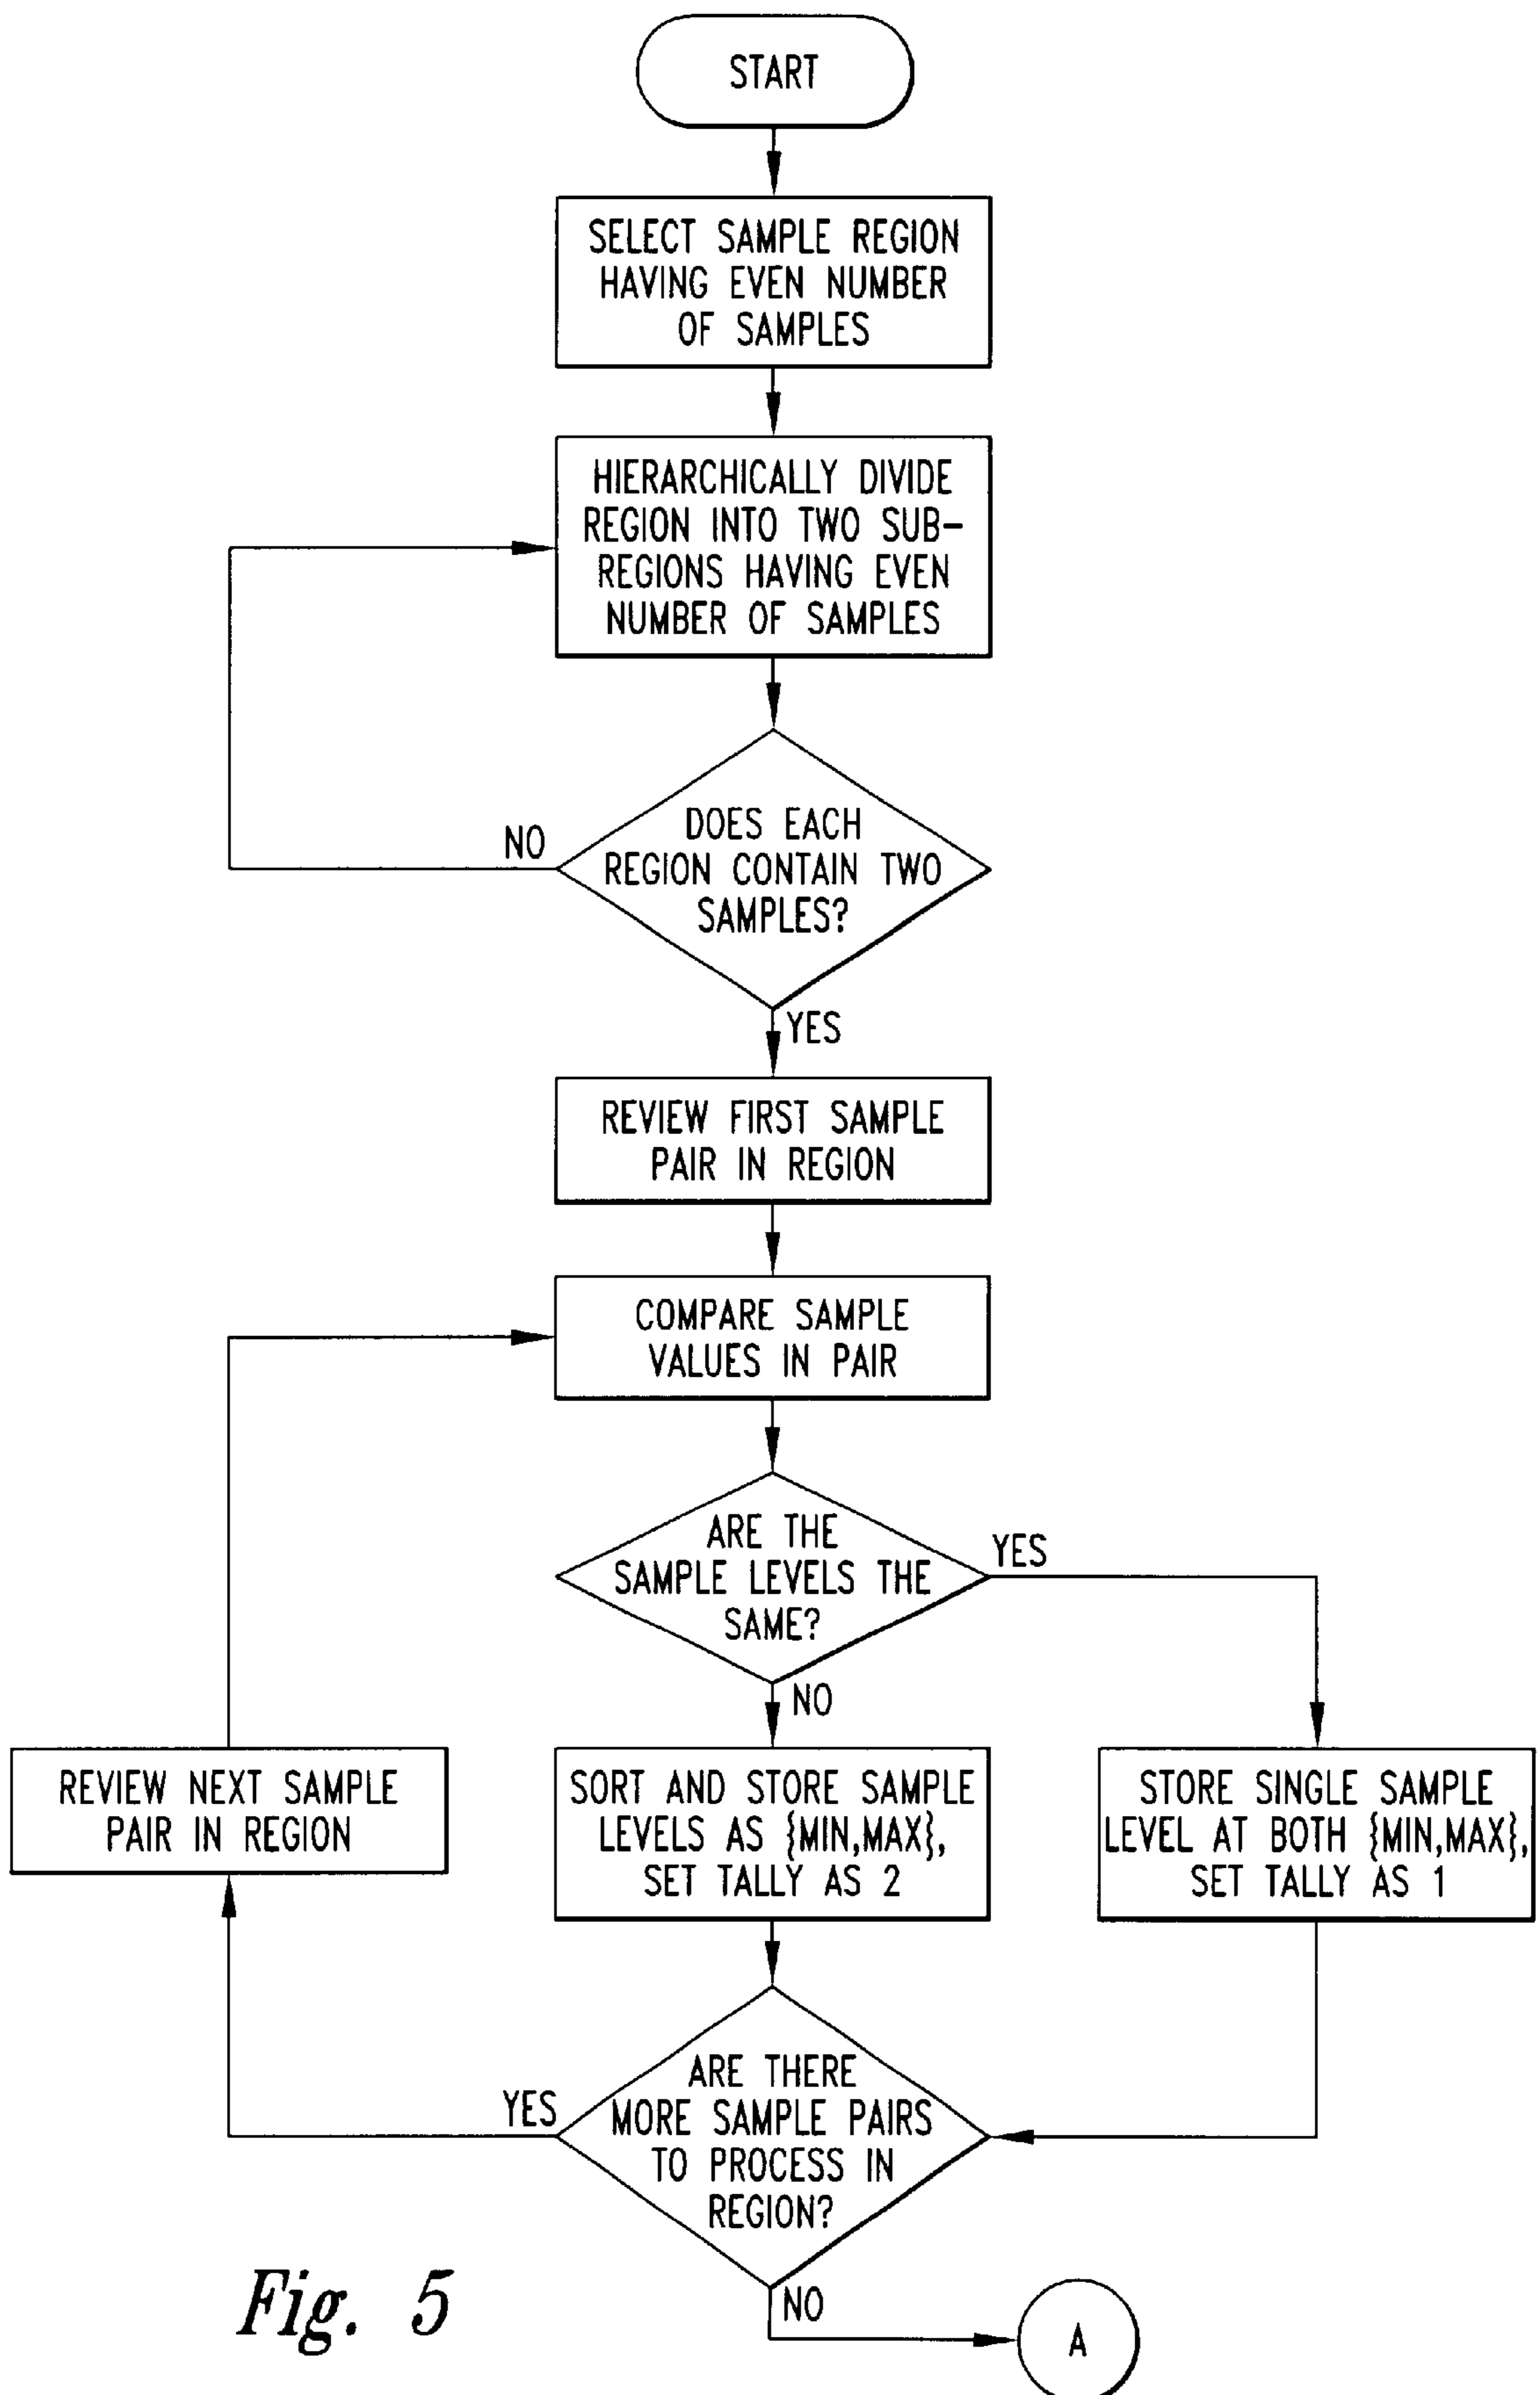 START
SELECT SAMPLE REGION
HAVING EVEN NUMBER
OF SAMPLES
HIERARCHICALLY DIVIDE
REGION INTO TWO SUB-
REGIONS HAVING EVEN
NUMBER OF SAMPLES
DOES EACH
REGION CONTAIN TWO
SAMPLES?
NO
YES
REVIEW FIRST SAMPLE
PAIR IN REGION
COMPARE SAMPLE
VALUES IN PAIR
ARE THE
SAMPLE LEVELS THE
SAME?
YES
NO
REVIEW NEXT SAMPLE
PAIR IN REGION
SORT AND STORE SAMPLE
LEVELS AS {MIN,MAX},
SET TALLY AS 2
STORE SINGLE SAMPLE
LEVEL AT BOTH {MIN,MAX},
SET TALLY AS 1
ARE THERE
MORE SAMPLE PAIRS
TO PROCESS IN
REGION?
YES
NO
A
Fig. 5